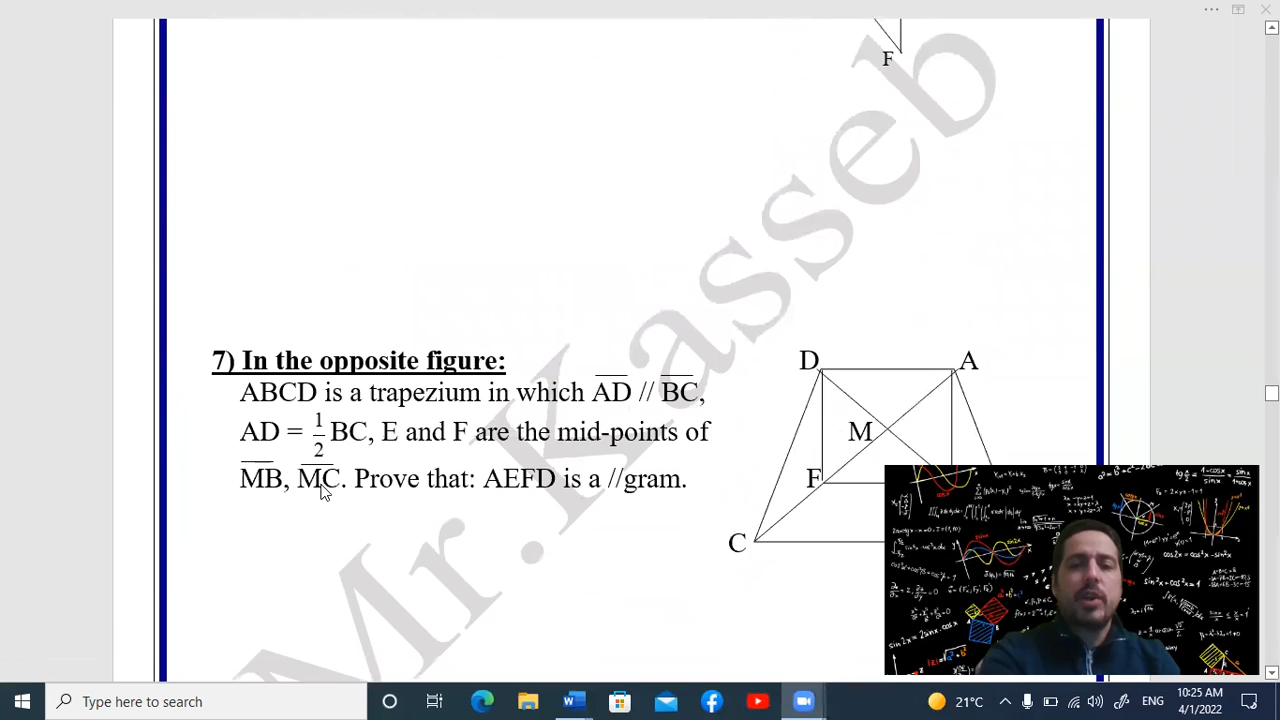 F
Mr.Kasseb
7) In the opposite figure:
ABCD is a trapezium in which AD // BC,
AD = 1/2 BC, E and F are the mid-points of
MB, MC. Prove that: AEFD is a //gram.
D A
M
F
C
Type here to search
21°C
ENG
10:25 AM
4/1/2022